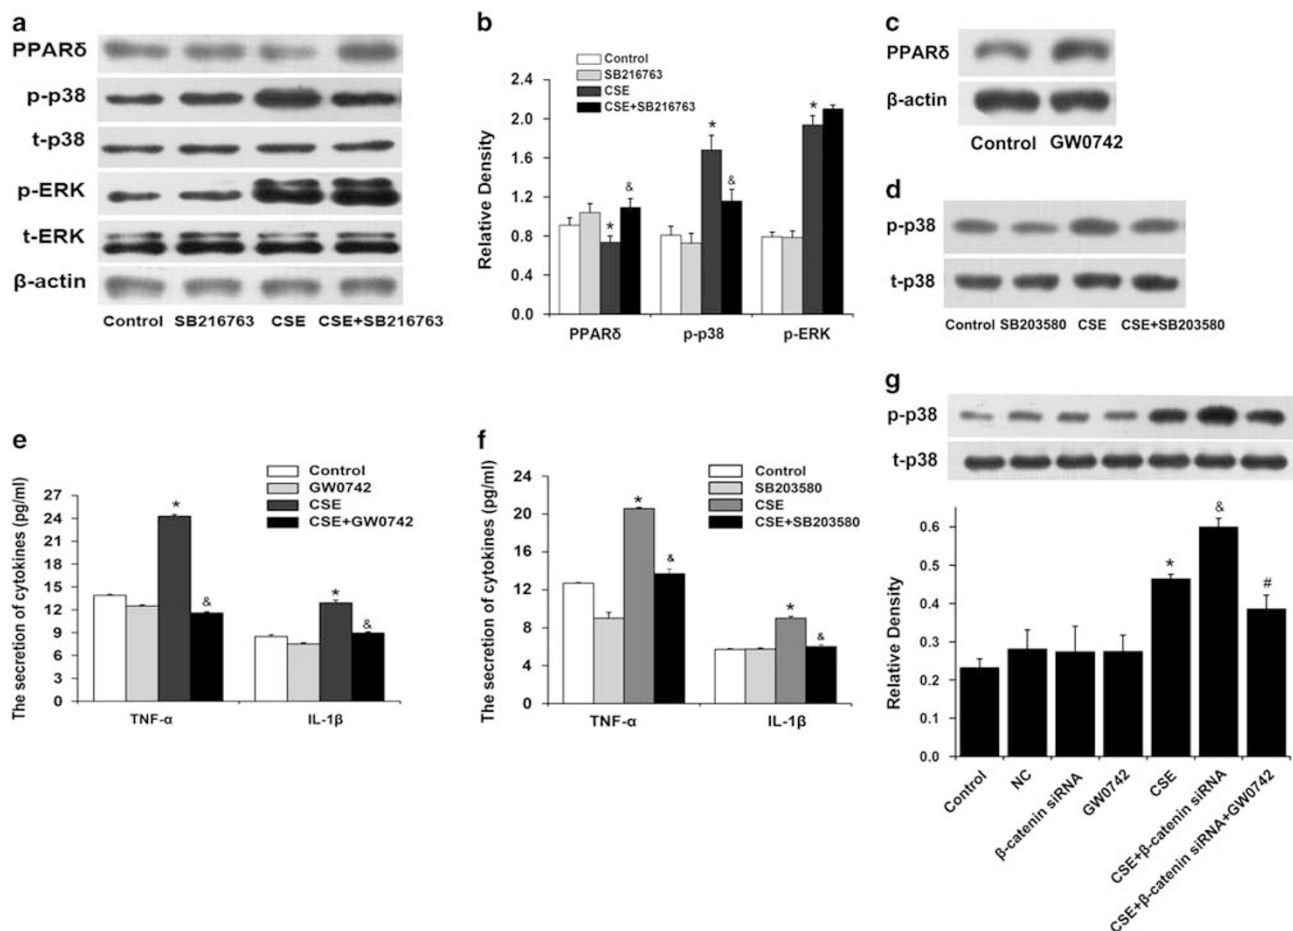 a
PPARδ
p-p38
t-p38
p-ERK
t-ERK
β-actin
Control SB216763 CSE CSE+SB216763
b
Control
SB216763
CSE
CSE+SB216763
Relative Density
2.4
2.0
1.6
1.2
0.8
0.4
0.0
* & * & *
PPARδ p-p38 p-ERK
c
PPARδ
β-actin
Control GW0742
d
p-p38
t-p38
Control SB203580 CSE CSE+SB203580
e
Control
GW0742
CSE
CSE+GW0742
The secretion of cytokines (pg/ml)
27
24
21
18
15
12
9
6
3
0
* & * &
TNF-α IL-1β
f
Control
SB203580
CSE
CSE+SB203580
The secretion of cytokines (pg/ml)
24
20
16
12
8
4
0
* & * &
TNF-α IL-1β
g
p-p38
t-p38
Relative Density
0.6
0.5
0.4
0.3
0.2
0.1
0.0
* & #
Control
NC
β-catenin siRNA
GW0742
CSE
CSE+β-catenin siRNA
CSE+β-catenin siRNA+GW0742